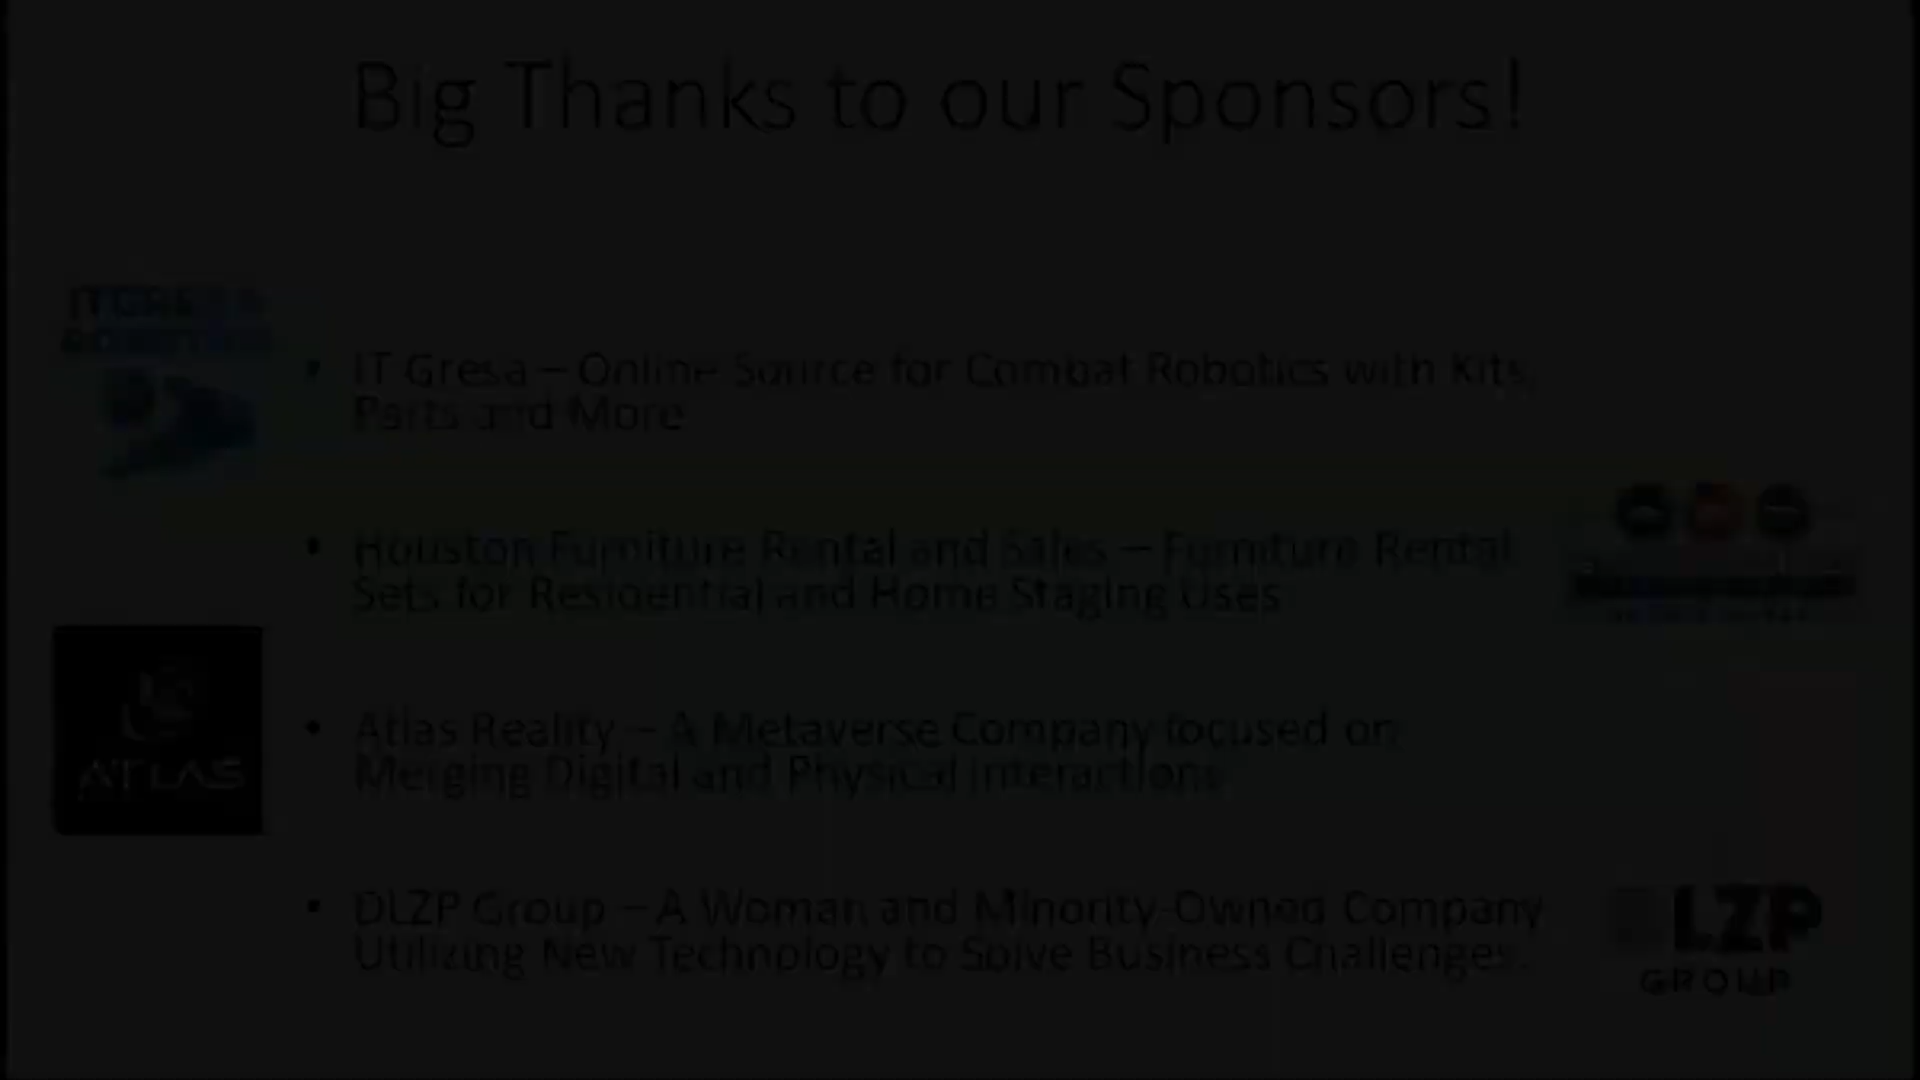 Big Thanks to our Sponsors!
• IT Gresa – Online Source for Combat Robotics with Kits,
Parts and More
• Houston Furniture Rental and Sales – Furniture Rental
Sets for Residential and Home Staging Uses
ATLAS
• Atlas Reality – A Metaverse Company focused on
Merging Digital and Physical Interactions
• DLZP Group – A Woman and Minority-Owned Company
Utilizing New Technology to Solve Business Challenges.
DLZP
GROUP